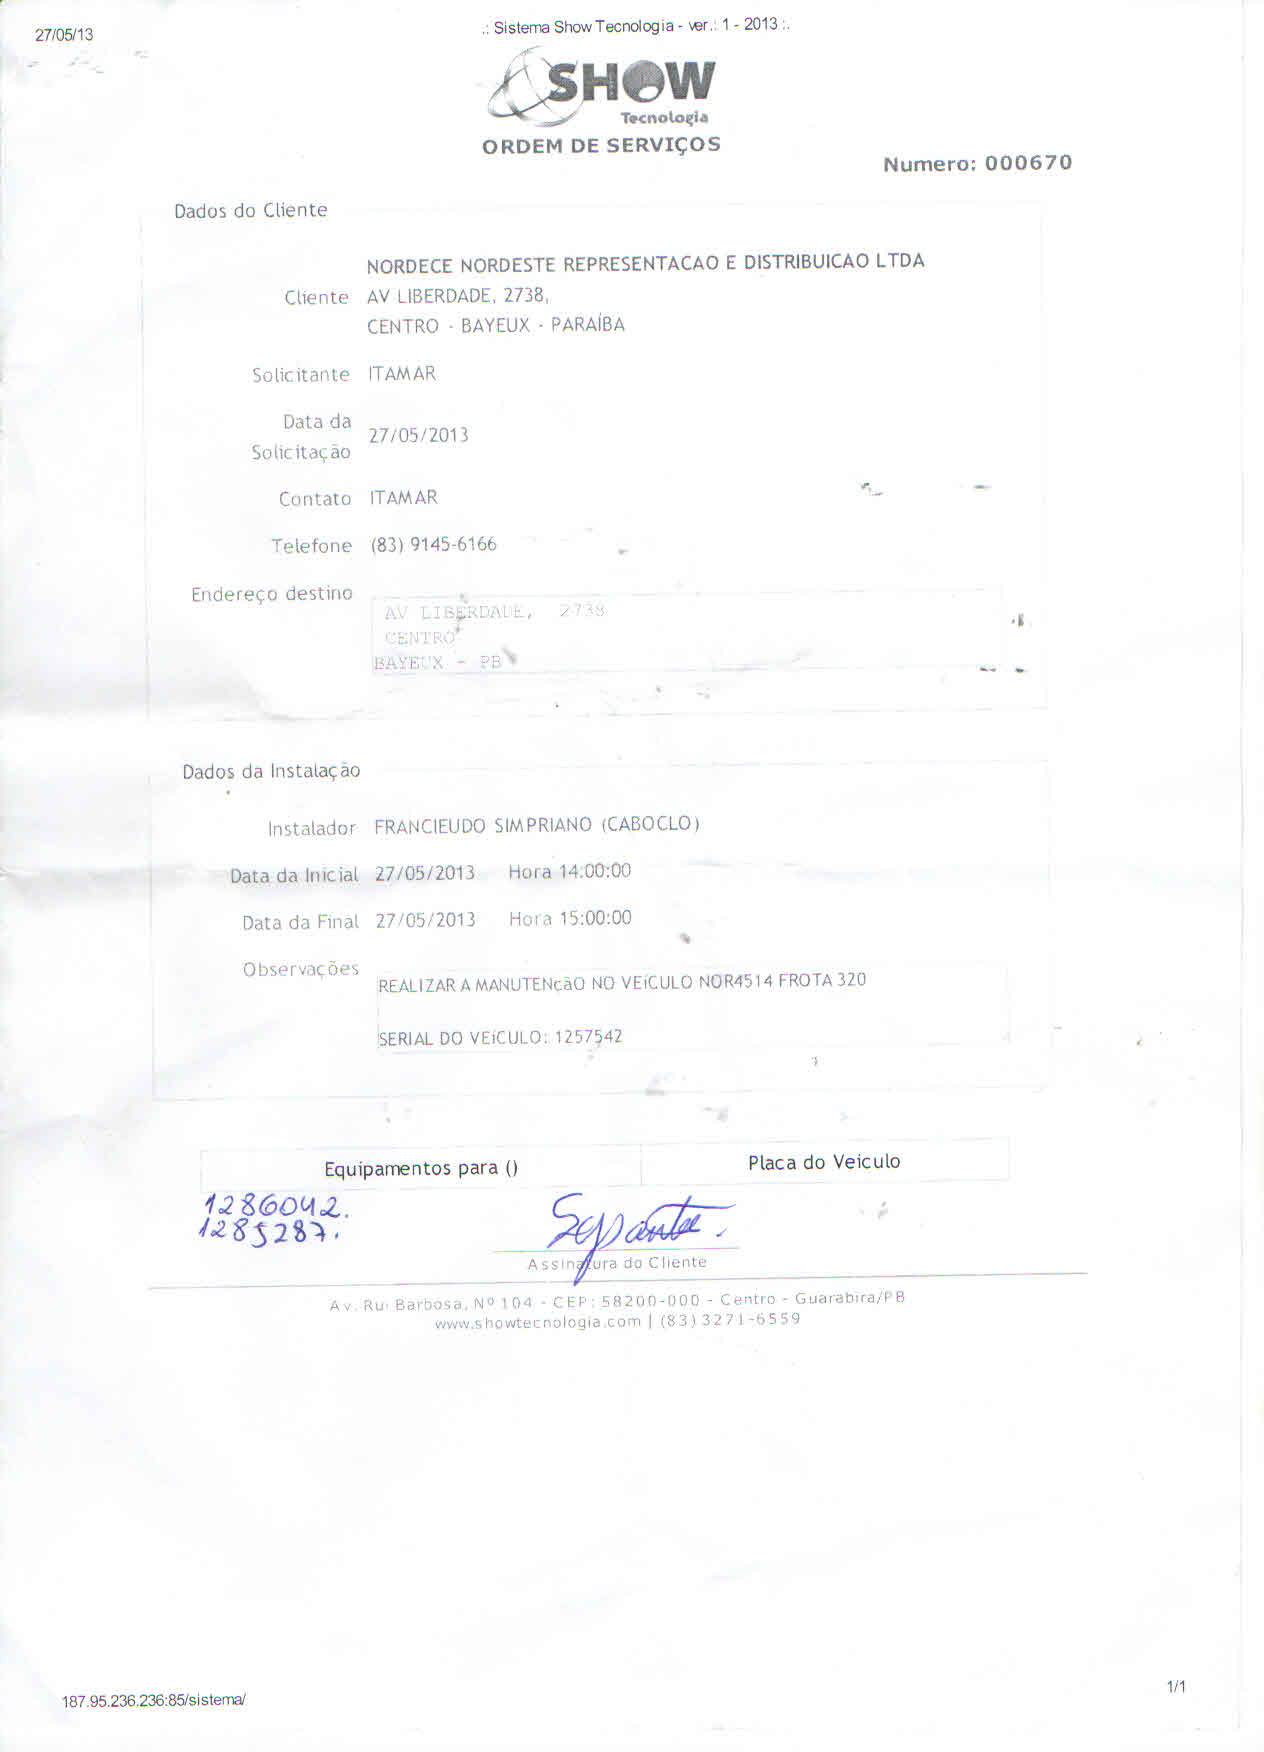 27/05/13
.: Sistema Show Tecnologia - ver.: 1 - 2013 :.
SHOW
Tecnologia
ORDEM DE SERVIÇOS
Numero: 000670
Dados do Cliente
NORDECE NORDESTE REPRESENTACAO E DISTRIBUICAO LTDA
Cliente AV LIBERDADE, 2738,
CENTRO - BAYEUX - PARAÍBA
Solicitante ITAMAR
Data da
Solicitação 27/05/2013
Contato ITAMAR
Telefone (83) 9145-6166
Endereço destino
AV LIBERDADE, 2738
CENTRO
BAYEUX - PB
Dados da Instalação
Instalador FRANCIEUDO SIMPRIANO (CABOCLO)
Data da Inicial 27/05/2013 Hora 14:00:00
Data da Final 27/05/2013 Hora 15:00:00
Observações
REALIZAR A MANUTENcãO NO VEíCULO NOR4514 FROTA 320
SERIAL DO VEíCULO: 1257542
Equipamentos para () Placa do Veiculo
1286042.
1285287.
Assinatura do Cliente
Av. Rui Barbosa, Nº 104 - CEP: 58200-000 - Centro - Guarabira/PB
www.showtecnologia.com | (83) 3271-6559
187.95.236.236:85/sistema/
1/1